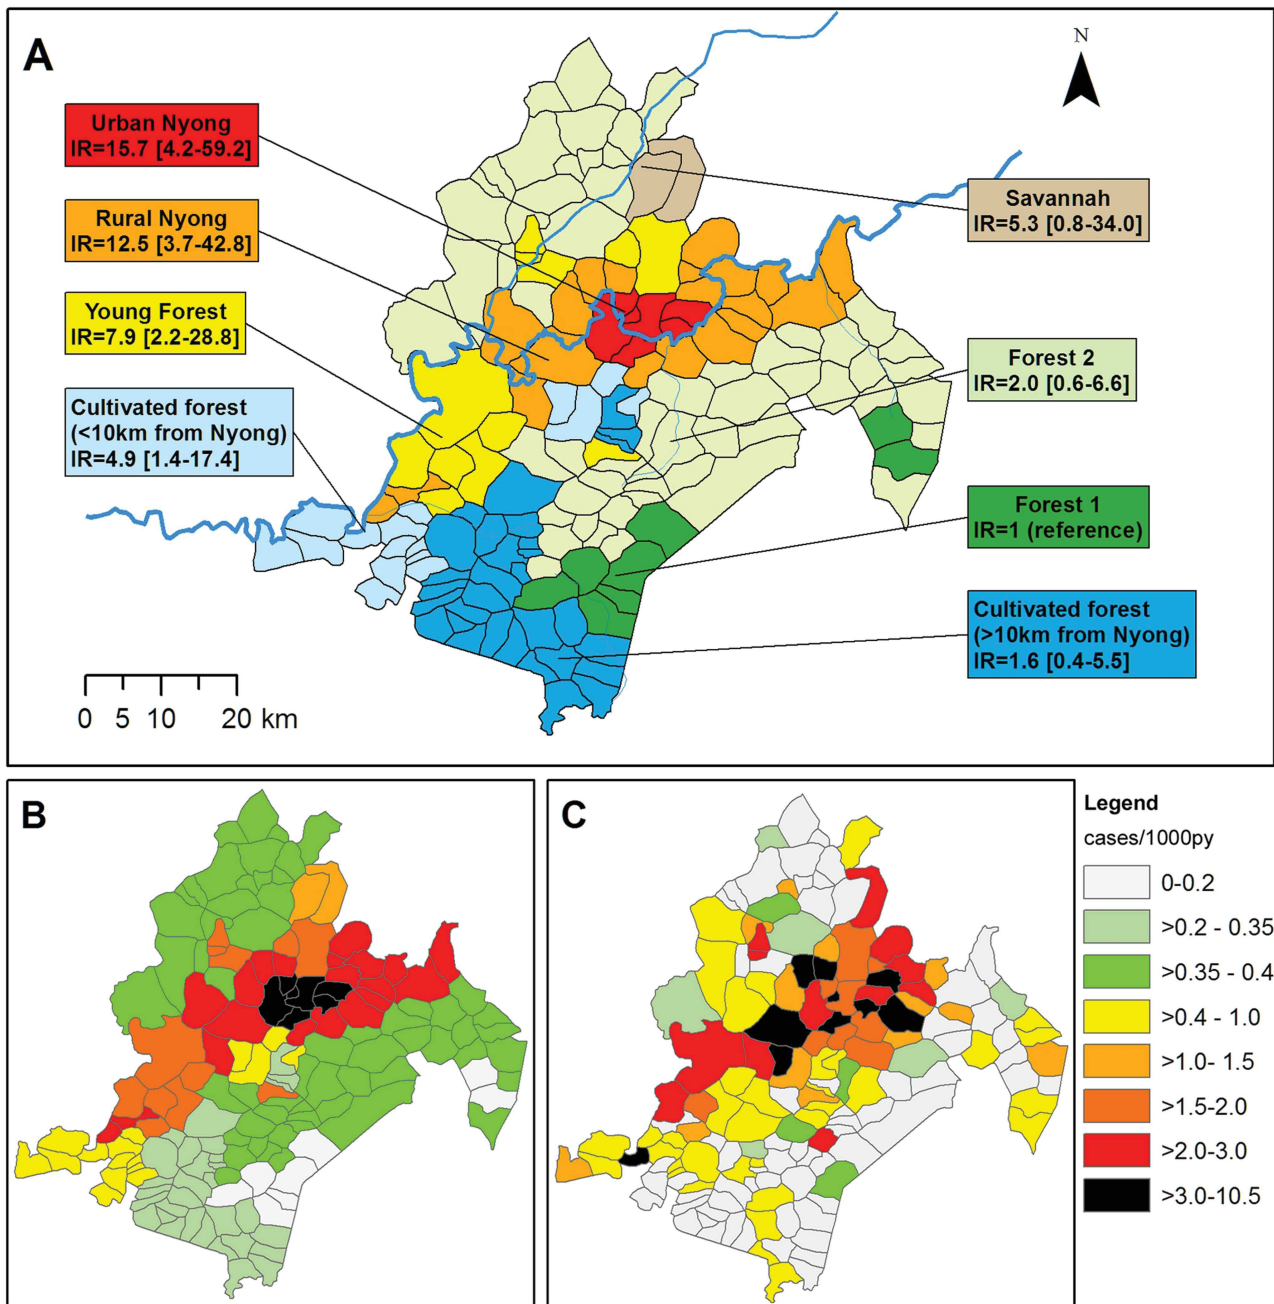 A
N
Urban Nyong
IR=15.7 [4.2-59.2]
Rural Nyong
IR=12.5 [3.7-42.8]
Young Forest
IR=7.9 [2.2-28.8]
Cultivated forest
(<10km from Nyong)
IR=4.9 [1.4-17.4]
Savannah
IR=5.3 [0.8-34.0]
Forest 2
IR=2.0 [0.6-6.6]
Forest 1
IR=1 (reference)
Cultivated forest
(>10km from Nyong)
IR=1.6 [0.4-5.5]
0 5 10 20 km
B
C
Legend
cases/1000py
0-0.2
>0.2 - 0.35
>0.35 - 0.4
>0.4 - 1.0
>1.0- 1.5
>1.5-2.0
>2.0-3.0
>3.0-10.5